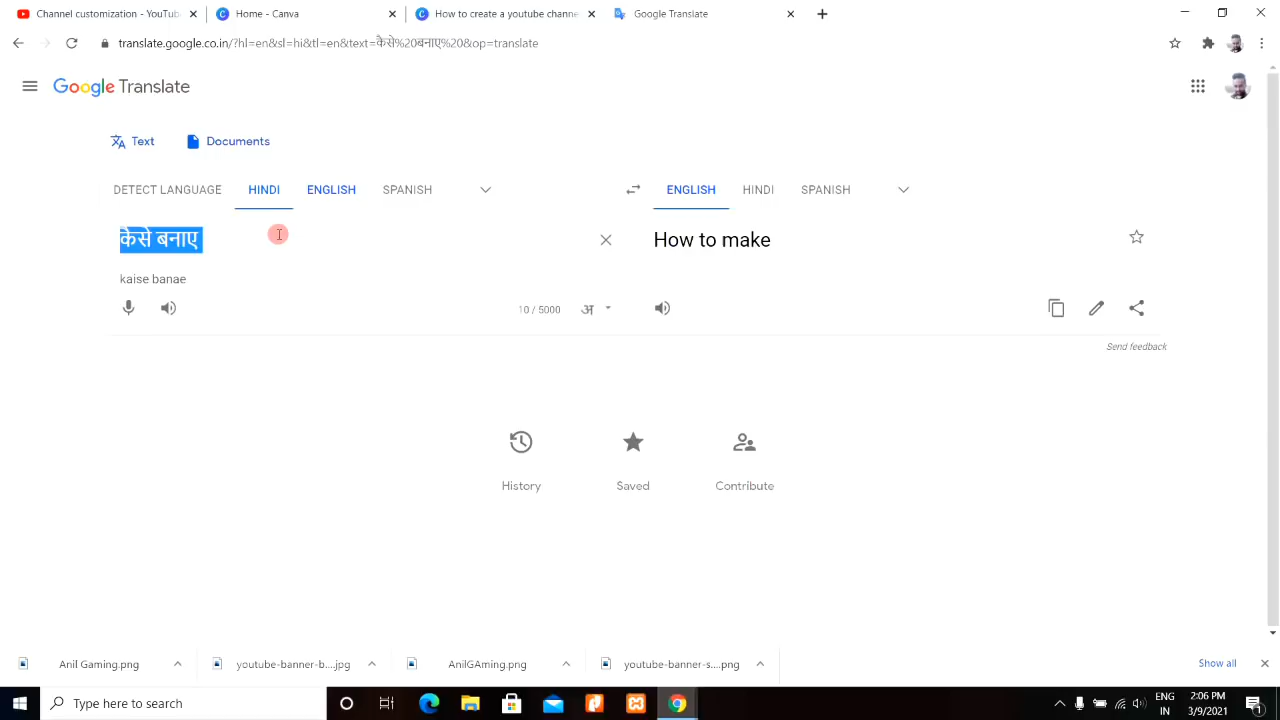 Channel customization - YouTub
Home - Canva
How to create a youtube channe
Google Translate
translate.google.co.in/?hl=en&sl=hi&tl=en&text=कैसे%20बनाए%20&op=translate
Google Translate
Text
Documents
DETECT LANGUAGE
HINDI
ENGLISH
SPANISH
ENGLISH
HINDI
SPANISH
कैसे बनाए
How to make
kaise banae
10 / 5000
अ
Send feedback
History
Saved
Contribute
Anil Gaming.png
youtube-banner-b....jpg
AnilGAming.png
youtube-banner-s....png
Show all
Type here to search
ENG
IN
2:06 PM
3/9/2021
1